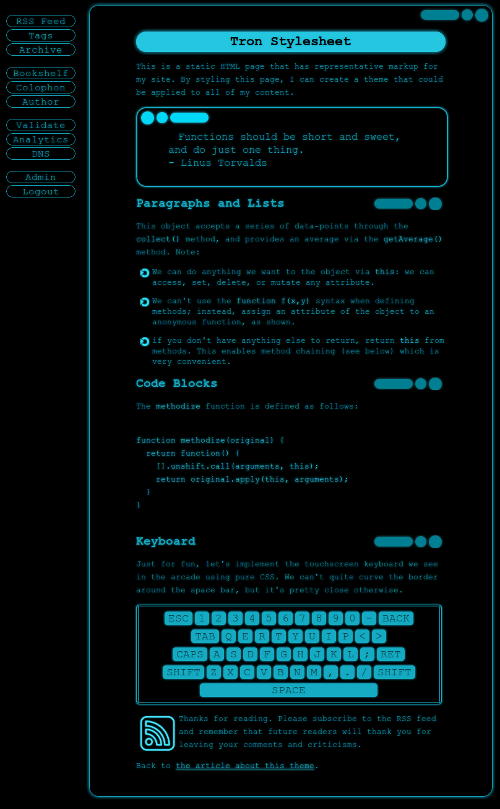 RSS Feed
Tags
Archive
Bookshelf
Colophon
Author
Validate
Analytics
DNS
Admin
Logout
Tron Stylesheet
This is a static HTML page that has representative markup for
my site. By styling this page, I can create a theme that could
be applied to all of my content.
Functions should be short and sweet,
and do just one thing.
- Linus Torvalds
Paragraphs and Lists
This object accepts a series of data-points through the
collect() method, and provides an average via the getAverage()
method. Note:
We can do anything we want to the object via this: we can
access, set, delete, or mutate any attribute.
We can't use the function f(x,y) syntax when defining
methods; instead, assign an attribute of the object to an
anonymous function, as shown.
if you don't have anything else to return, return this from
methods. This enables method chaining (see below) which is
very convenient.
Code Blocks
The methodize function is defined as follows:
function methodize(original) {
return function() {
[].unshift.call(arguments, this);
return original.apply(this, arguments);
}
}
Keyboard
Just for fun, let's implement the touchscreen keyboard we see
in the arcade using pure CSS. We can't quite curve the border
around the space bar, but it's pretty close otherwise.
ESC 1 2 3 4 5 6 7 8 9 0 - BACK
TAB Q E R T Y U I P < >
CAPS A S D F G H J K L ; RET
SHIFT Z X C V B N M , . / SHIFT
SPACE
Thanks for reading. Please subscribe to the RSS feed
and remember that future readers will thank you for
leaving your comments and criticisms.
Back to the article about this theme.